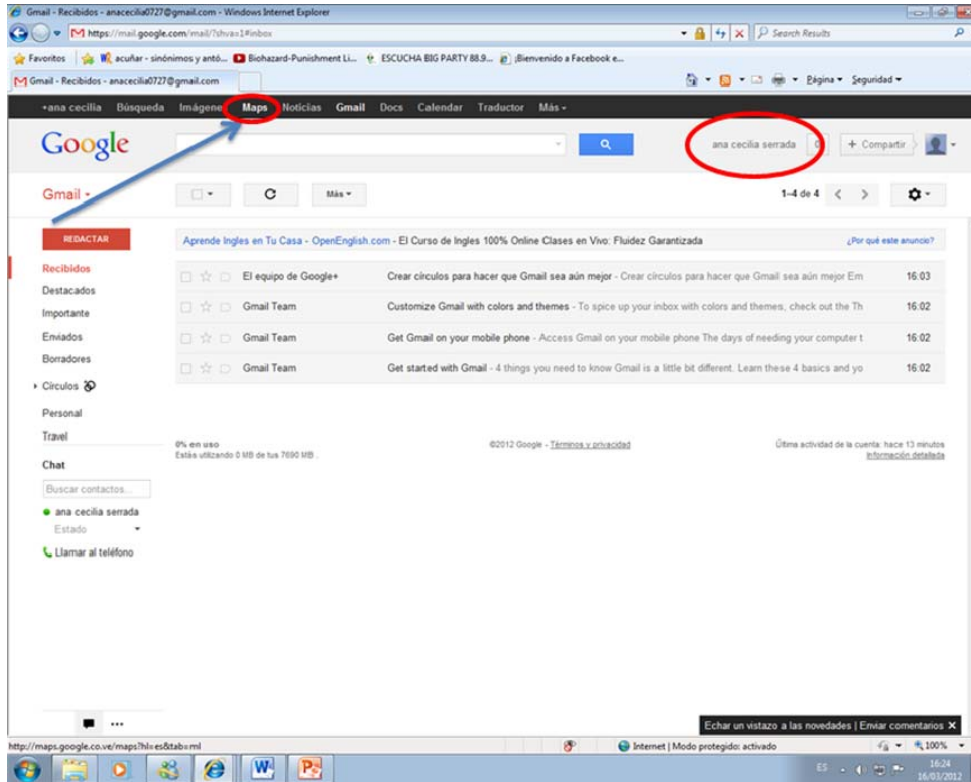 Gmail - Recibidos - anacecilia0727@gmail.com - Windows Internet Explorer
https://mail.google.com/mail/?shva=1#inbox
Search Results
Favoritos
acuñar - sinónimos y antó...
Biohazard-Punishment Li...
ESCUCHA BIG PARTY 88.9...
¡Bienvenido a Facebook e...
Gmail - Recibidos - anacecilia0727@gmail.com
Página
Seguridad
+ana cecilia Búsqueda Imágene Maps Noticias Gmail Docs Calendar Traductor Más
Google
ana cecilia serrada
+ Compartir
Gmail
Más
1–4 de 4
REDACTAR
Aprende Ingles en Tu Casa - OpenEnglish.com - El Curso de Ingles 100% Online Clases en Vivo: Fluidez Garantizada
¿Por qué este anuncio?
Recibidos
Destacados
Importante
Enviados
Borradores
Círculos
Personal
Travel
El equipo de Google+ Crear círculos para hacer que Gmail sea aún mejor - Crear círculos para hacer que Gmail sea aún mejor Em 16:03
Gmail Team Customize Gmail with colors and themes - To spice up your inbox with colors and themes, check out the Th 16:02
Gmail Team Get Gmail on your mobile phone - Access Gmail on your mobile phone The days of needing your computer t 16:02
Gmail Team Get started with Gmail - 4 things you need to know Gmail is a little bit different. Learn these 4 basics and yo 16:02
0% en uso
Estás utilizando 0 MB de tus 7690 MB .
©2012 Google - Términos y privacidad
Última actividad de la cuenta: hace 13 minutos
Información detallada
Chat
Buscar contactos...
ana cecilia serrada
Estado
Llamar al teléfono
Echar un vistazo a las novedades | Enviar comentarios X
http://maps.google.co.ve/maps?hl=es&tab=ml
Internet | Modo protegido: activado
100%
ES
16:24
16/03/2012